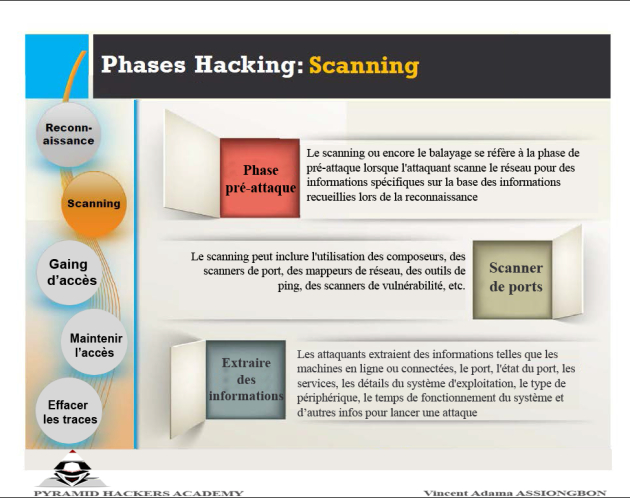 Phases Hacking: Scanning
Reconn-
aissance
Scanning
Gaing
d'accès
Maintenir
l'accès
Effacer
les traces
Phase
pré-attaque
Le scanning ou encore le balayage se réfère à la phase de
pré-attaque lorsque l'attaquant scanne le réseau pour des
informations spécifiques sur la base des informations
recueillies lors de la reconnaissance
Le scanning peut inclure l'utilisation des composeurs, des
scanners de port, des mappeurs de réseau, des outils de
ping, des scanners de vulnérabilité, etc.
Scanner
de ports
Extraire
des
informations
Les attaquants extraient des informations telles que les
machines en ligne ou connectées, le port, l'état du port, les
services, les détails du système d'exploitation, le type de
périphérique, le temps de fonctionnement du système et
d'autres infos pour lancer une attaque
PYRAMID HACKERS ACADEMY
Vincent Adama ASSIONGBON